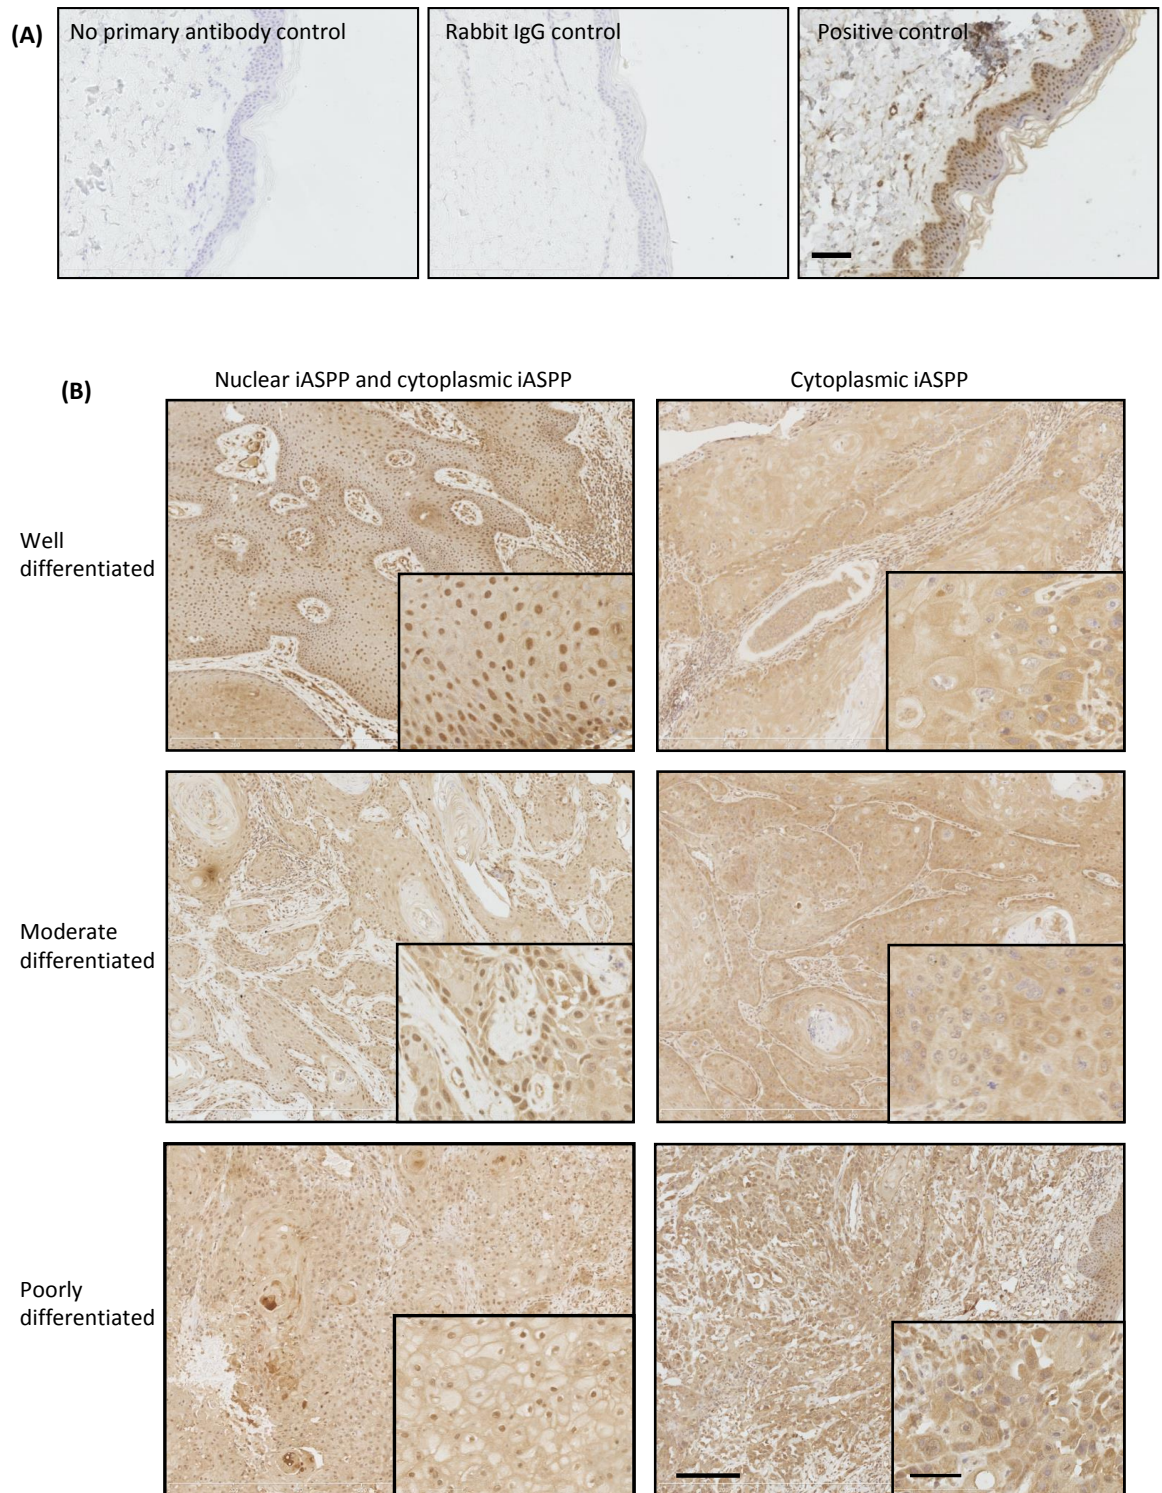 (A)
No primary antibody control
Rabbit IgG control
Positive control
(B)
Nuclear iASPP and cytoplasmic iASPP
Cytoplasmic iASPP
Well
differentiated
Moderate
differentiated
Poorly
differentiated